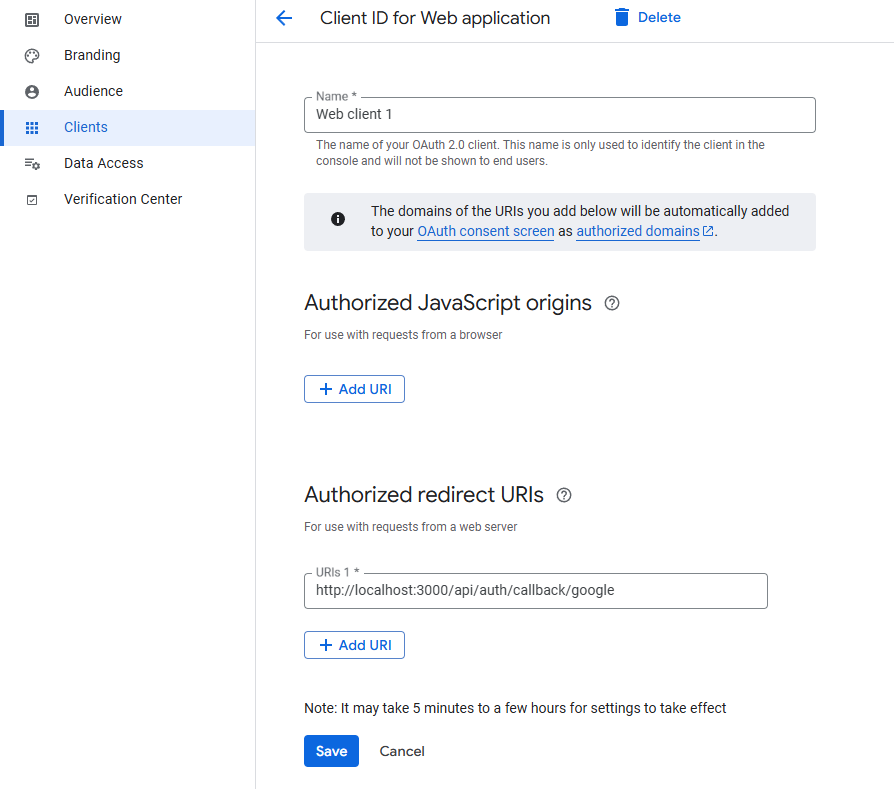 Overview
Branding
Audience
Clients
Data Access
Verification Center
Client ID for Web application
Delete
Name *
Web client 1
The name of your OAuth 2.0 client. This name is only used to identify the client in the
console and will not be shown to end users.
The domains of the URIs you add below will be automatically added
to your OAuth consent screen as authorized domains.
Authorized JavaScript origins
For use with requests from a browser
+ Add URI
Authorized redirect URIs
For use with requests from a web server
URIs 1 *
http://localhost:3000/api/auth/callback/google
+ Add URI
Note: It may take 5 minutes to a few hours for settings to take effect
Save
Cancel